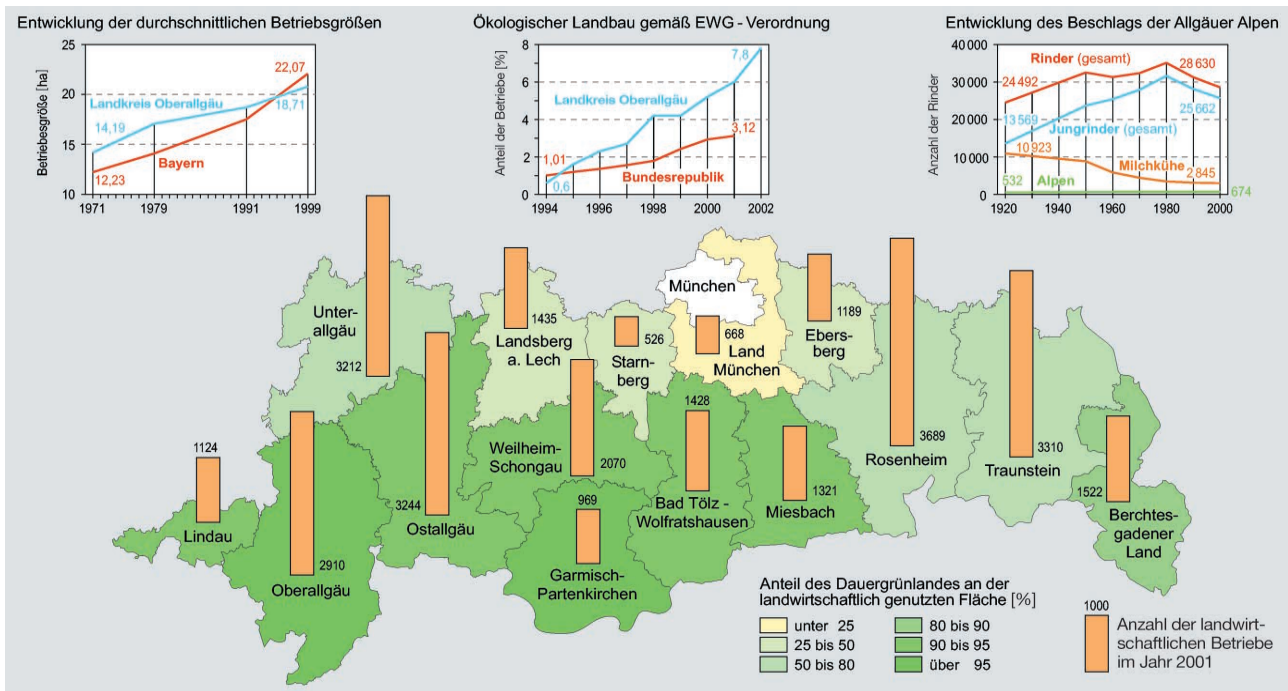 Entwicklung der durchschnittlichen Betriebsgrößen
Betriebsgröße [ha]
25
20
15
10
22,07
Landkreis Oberallgäu
18,71
14,19
Bayern
12,23
1971
1979
1991
1999
Ökologischer Landbau gemäß EWG - Verordnung
Anteil der Betriebe [%]
8
6
4
2
0
7,8
Landkreis Oberallgäu
3,12
1,01
Bundesrepublik
0,6
1994
1996
1998
2000
2002
Entwicklung des Beschlags der Allgäuer Alpen
Anzahl der Rinder
40 000
30 000
20 000
10 000
0
Rinder (gesamt)
28 630
24 492
25 662
13 569
Jungrinder (gesamt)
10 923
Milchkühe
2 845
532
Alpen
674
1920
1940
1960
1980
2000
Unter-
allgäu
3212
1435
Landsberg
a. Lech
526
Starn-
berg
München
668
Land
München
1189
Ebers-
berg
3689
Rosenheim
3310
Traunstein
1522
Berchtes-
gadener
Land
1124
Lindau
2910
Oberallgäu
3244
Ostallgäu
Weilheim-
Schongau
2070
969
Garmisch-
Partenkirchen
1428
Bad Tölz -
Wolfratshausen
1321
Miesbach
Anteil des Dauergrünlandes an der
landwirtschaftlich genutzten Fläche [%]
unter 25
25 bis 50
50 bis 80
80 bis 90
90 bis 95
über 95
1000
Anzahl der landwirt-
schaftlichen Betriebe
im Jahr 2001